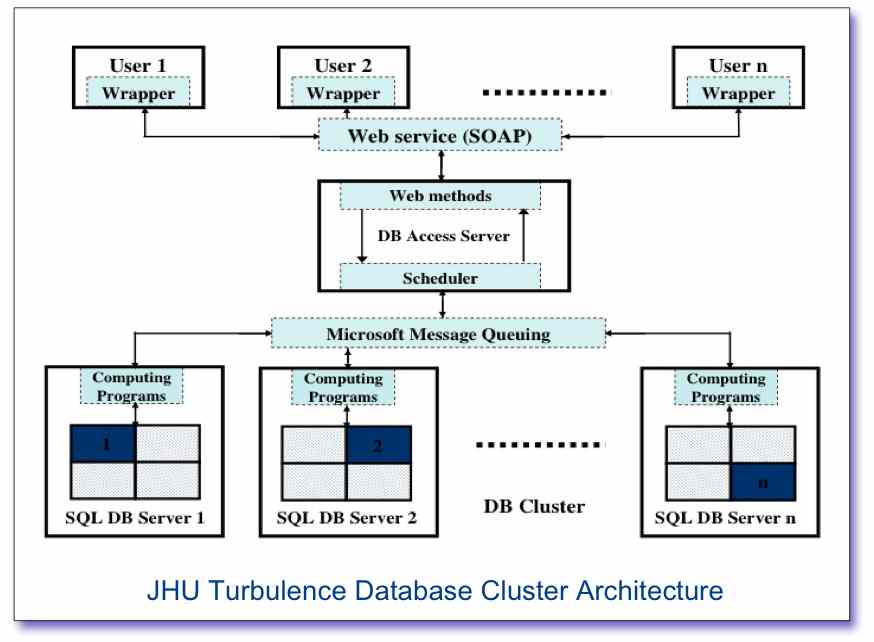 User 1
Wrapper
User 2
Wrapper
User n
Wrapper
Web service (SOAP)
Web methods
DB Access Server
Scheduler
Microsoft Message Queuing
Computing
Programs
1
SQL DB Server 1
Computing
Programs
2
SQL DB Server 2
DB Cluster
Computing
Programs
n
SQL DB Server n
JHU Turbulence Database Cluster Architecture